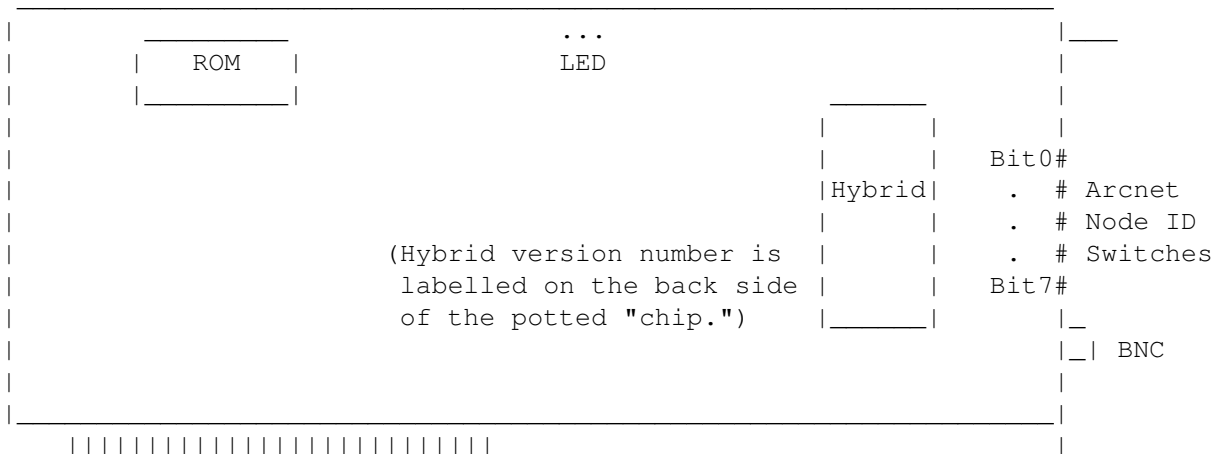 ...
ROM LED
Bit0#
Hybrid . # Arcnet
. # Node ID
(Hybrid version number is . # Switches
labelled on the back side Bit7#
of the potted "chip.")
BNC